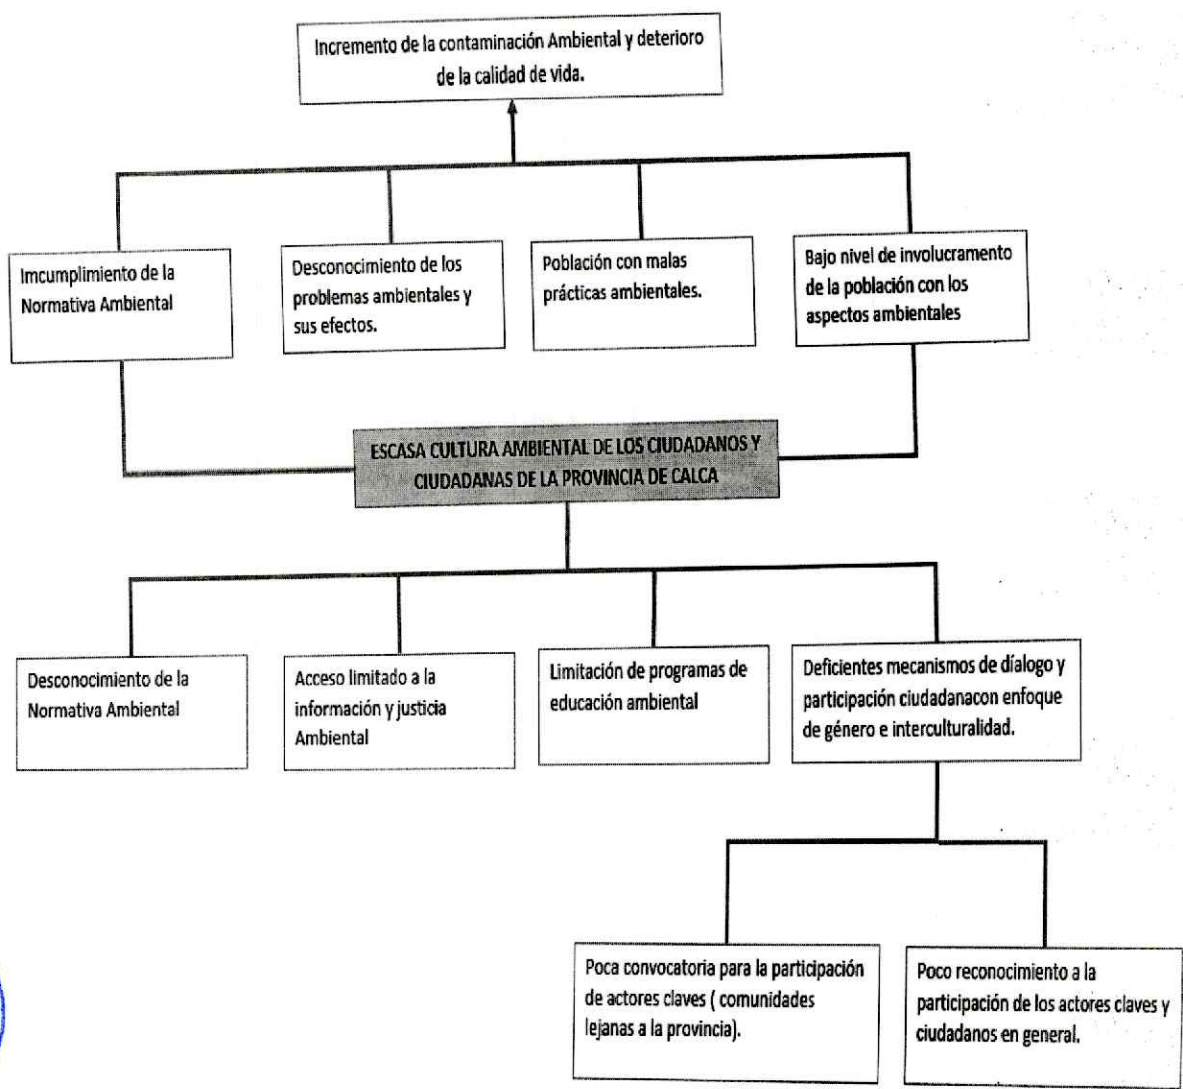 Incremento de la contaminación Ambiental y deterioro
de la calidad de vida.
Imcumplimiento de la
Normativa Ambiental
Desconocimiento de los
problemas ambientales y
sus efectos.
Población con malas
prácticas ambientales.
Bajo nivel de involucramento
de la población con los
aspectos ambientales
ESCASA CULTURA AMBIENTAL DE LOS CIUDADANOS Y
CIUDADANAS DE LA PROVINCIA DE CALCA
Desconocimiento de la
Normativa Ambiental
Acceso limitado a la
información y justicia
Ambiental
Limitación de programas de
educación ambiental
Deficientes mecanismos de díalogo y
participación ciudadanacon enfoque
de género e interculturalidad.
Poca convocatoria para la participación
de actores claves ( comunidades
lejanas a la provincia).
Poco reconocimiento a la
participación de los actores claves y
ciudadanos en general.